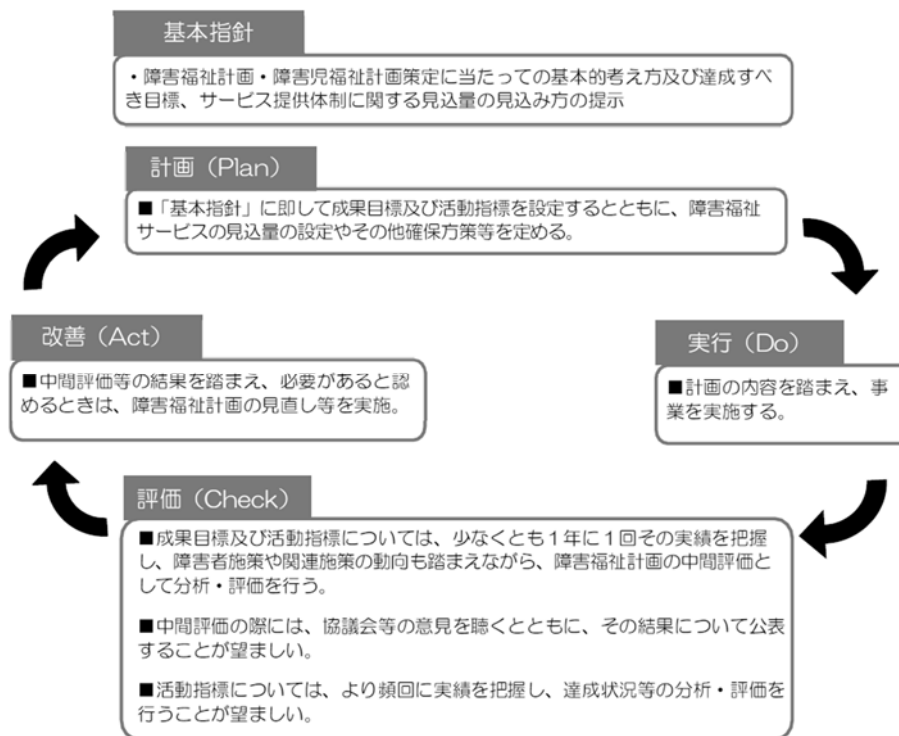 基本指針
・障害福祉計画・障害児福祉計画策定に当たっての基本的考え方及び達成すべ
き目標、サービス提供体制に関する見込量の見込み方の提示
計画（Plan）
■「基本指針」に即して成果目標及び活動指標を設定するとともに、障害福祉
サービスの見込量の設定やその他確保方策等を定める。
改善（Act）
■中間評価等の結果を踏まえ、必要があると認
めるときは、障害福祉計画の見直し等を実施。
実行（Do）
■計画の内容を踏まえ、事
業を実施する。
評価（Check）
■成果目標及び活動指標については、少なくとも１年に１回その実績を把握
し、障害者施策や関連施策の動向も踏まえながら、障害福祉計画の中間評価と
して分析・評価を行う。
■中間評価の際には、協議会等の意見を聴くとともに、その結果について公表
することが望ましい。
■活動指標については、より頻回に実績を把握し、達成状況等の分析・評価を
行うことが望ましい。